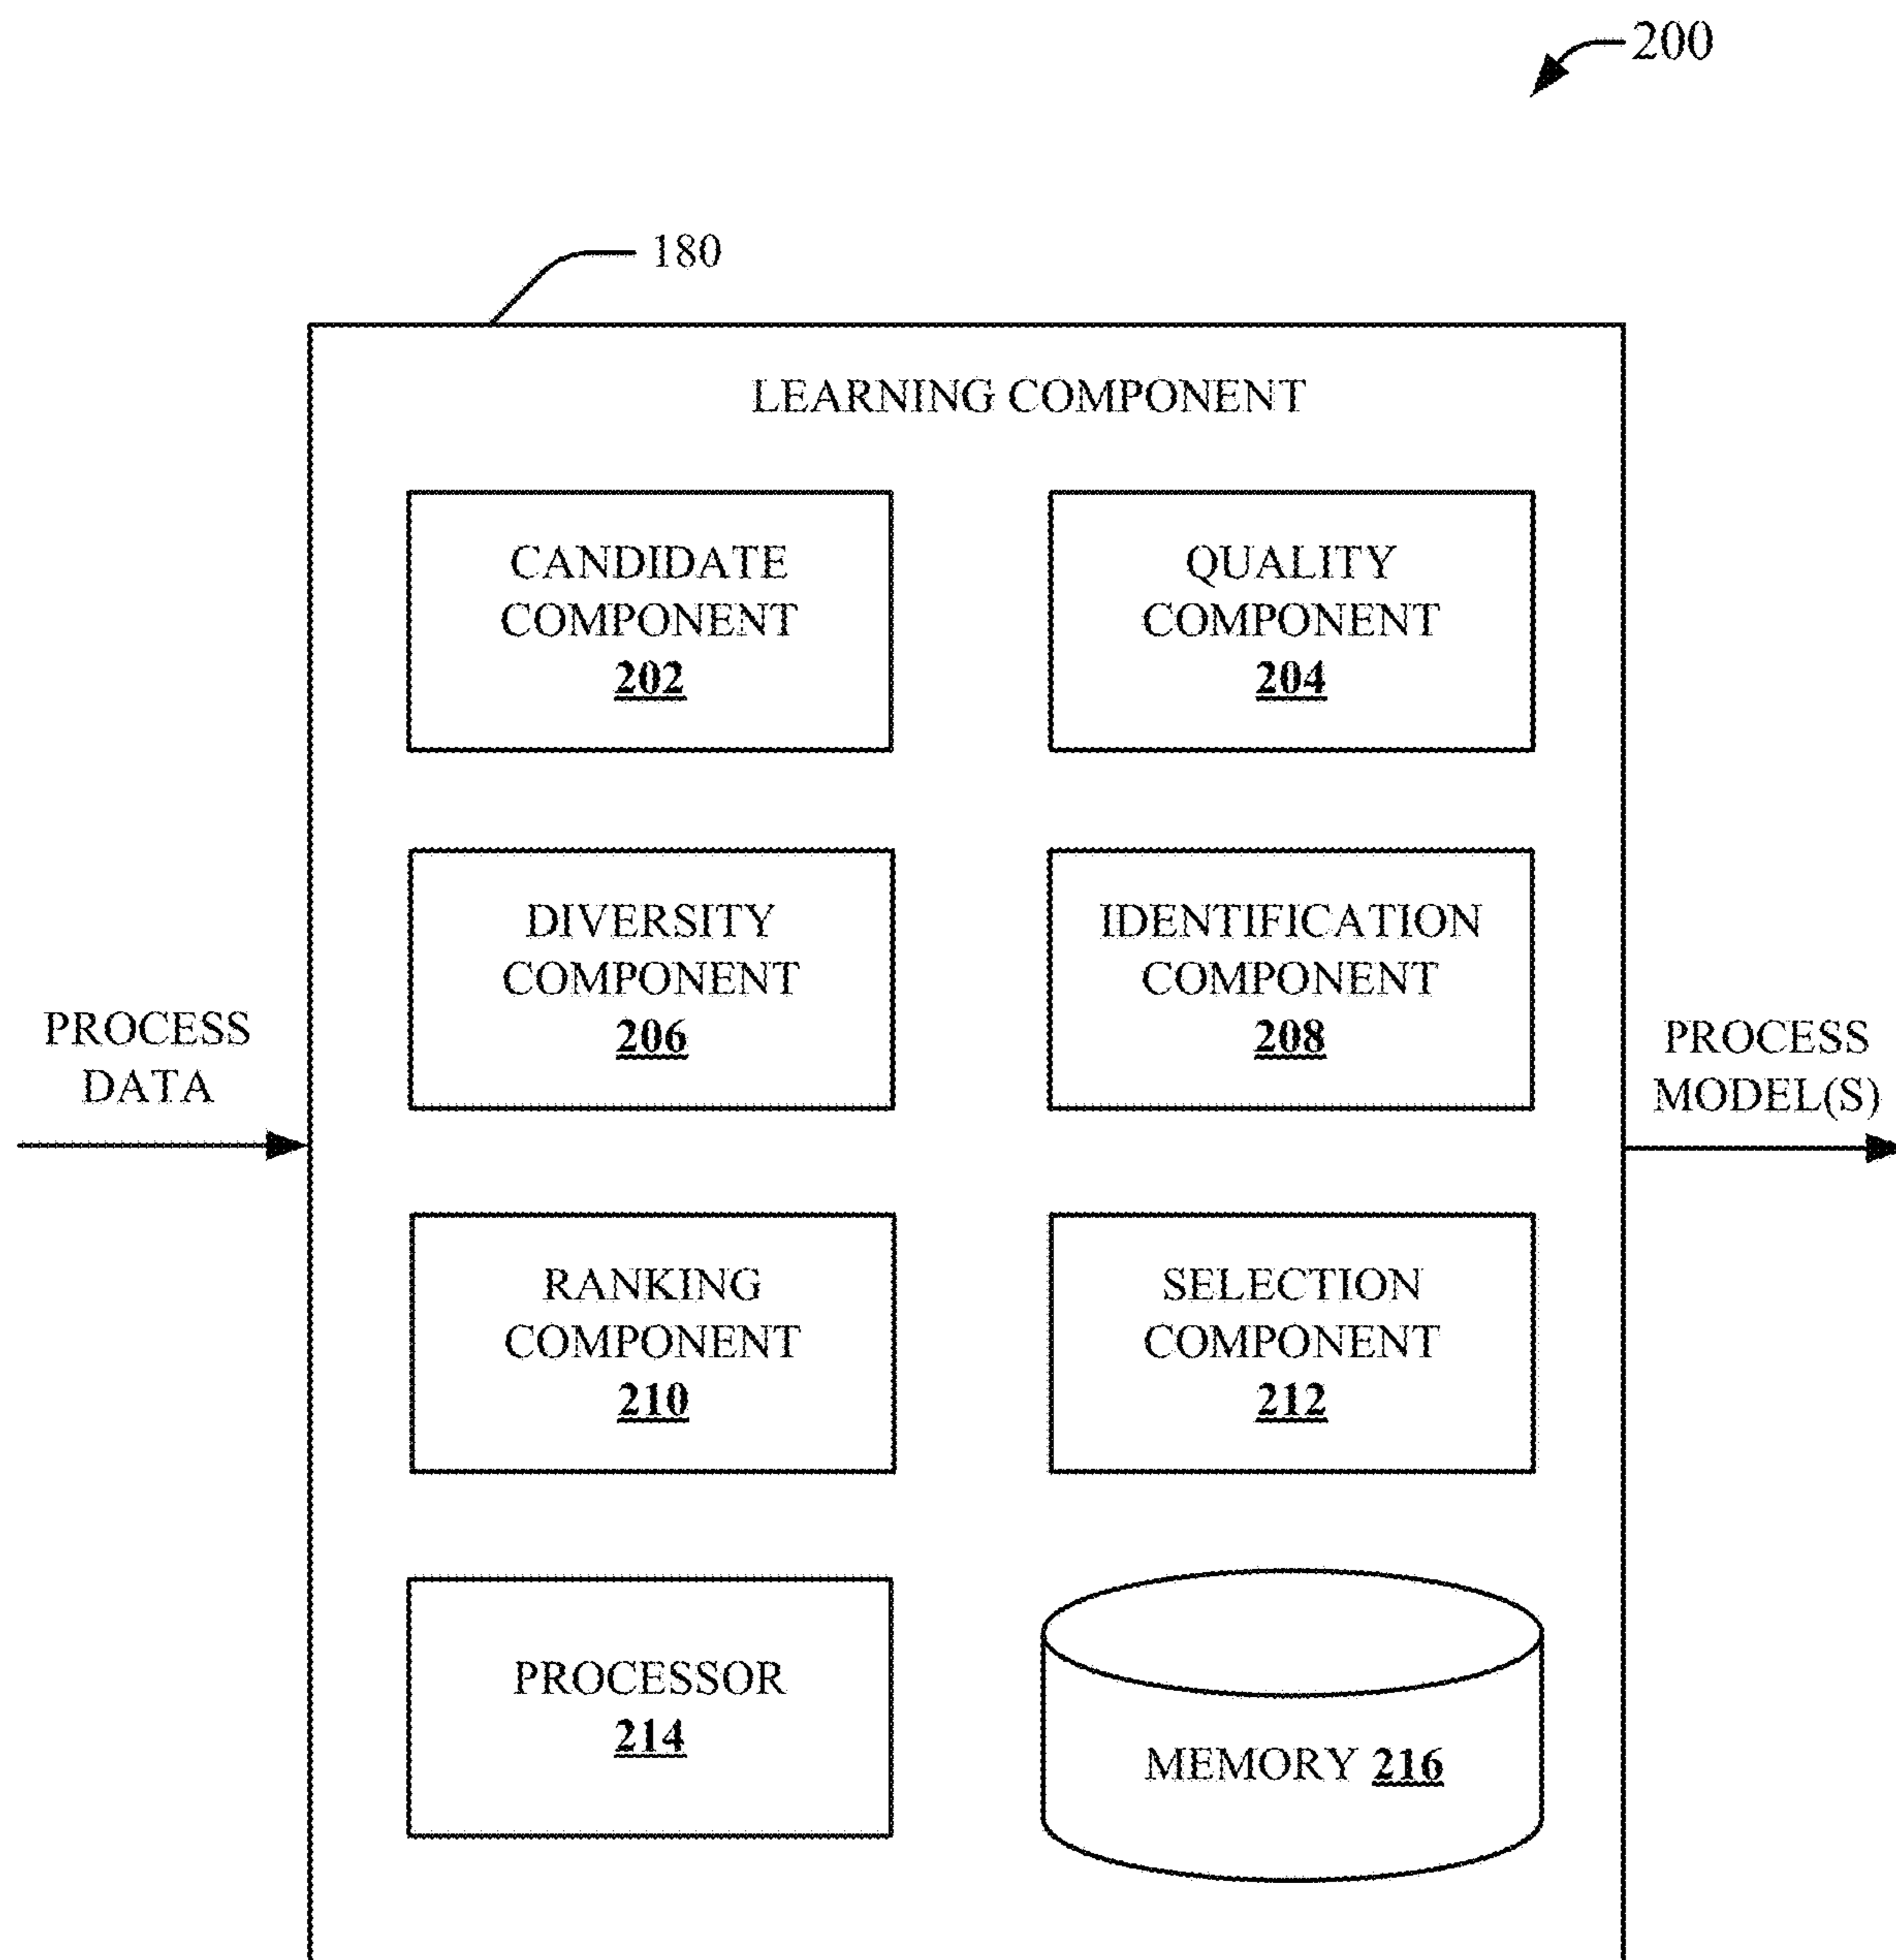 200
180
LEARNING COMPONENT
CANDIDATE
COMPONENT
202
QUALITY
COMPONENT
204
DIVERSITY
COMPONENT
206
IDENTIFICATION
COMPONENT
208
PROCESS
DATA
PROCESS
MODEL(S)
RANKING
COMPONENT
210
SELECTION
COMPONENT
212
PROCESSOR
214
MEMORY 216